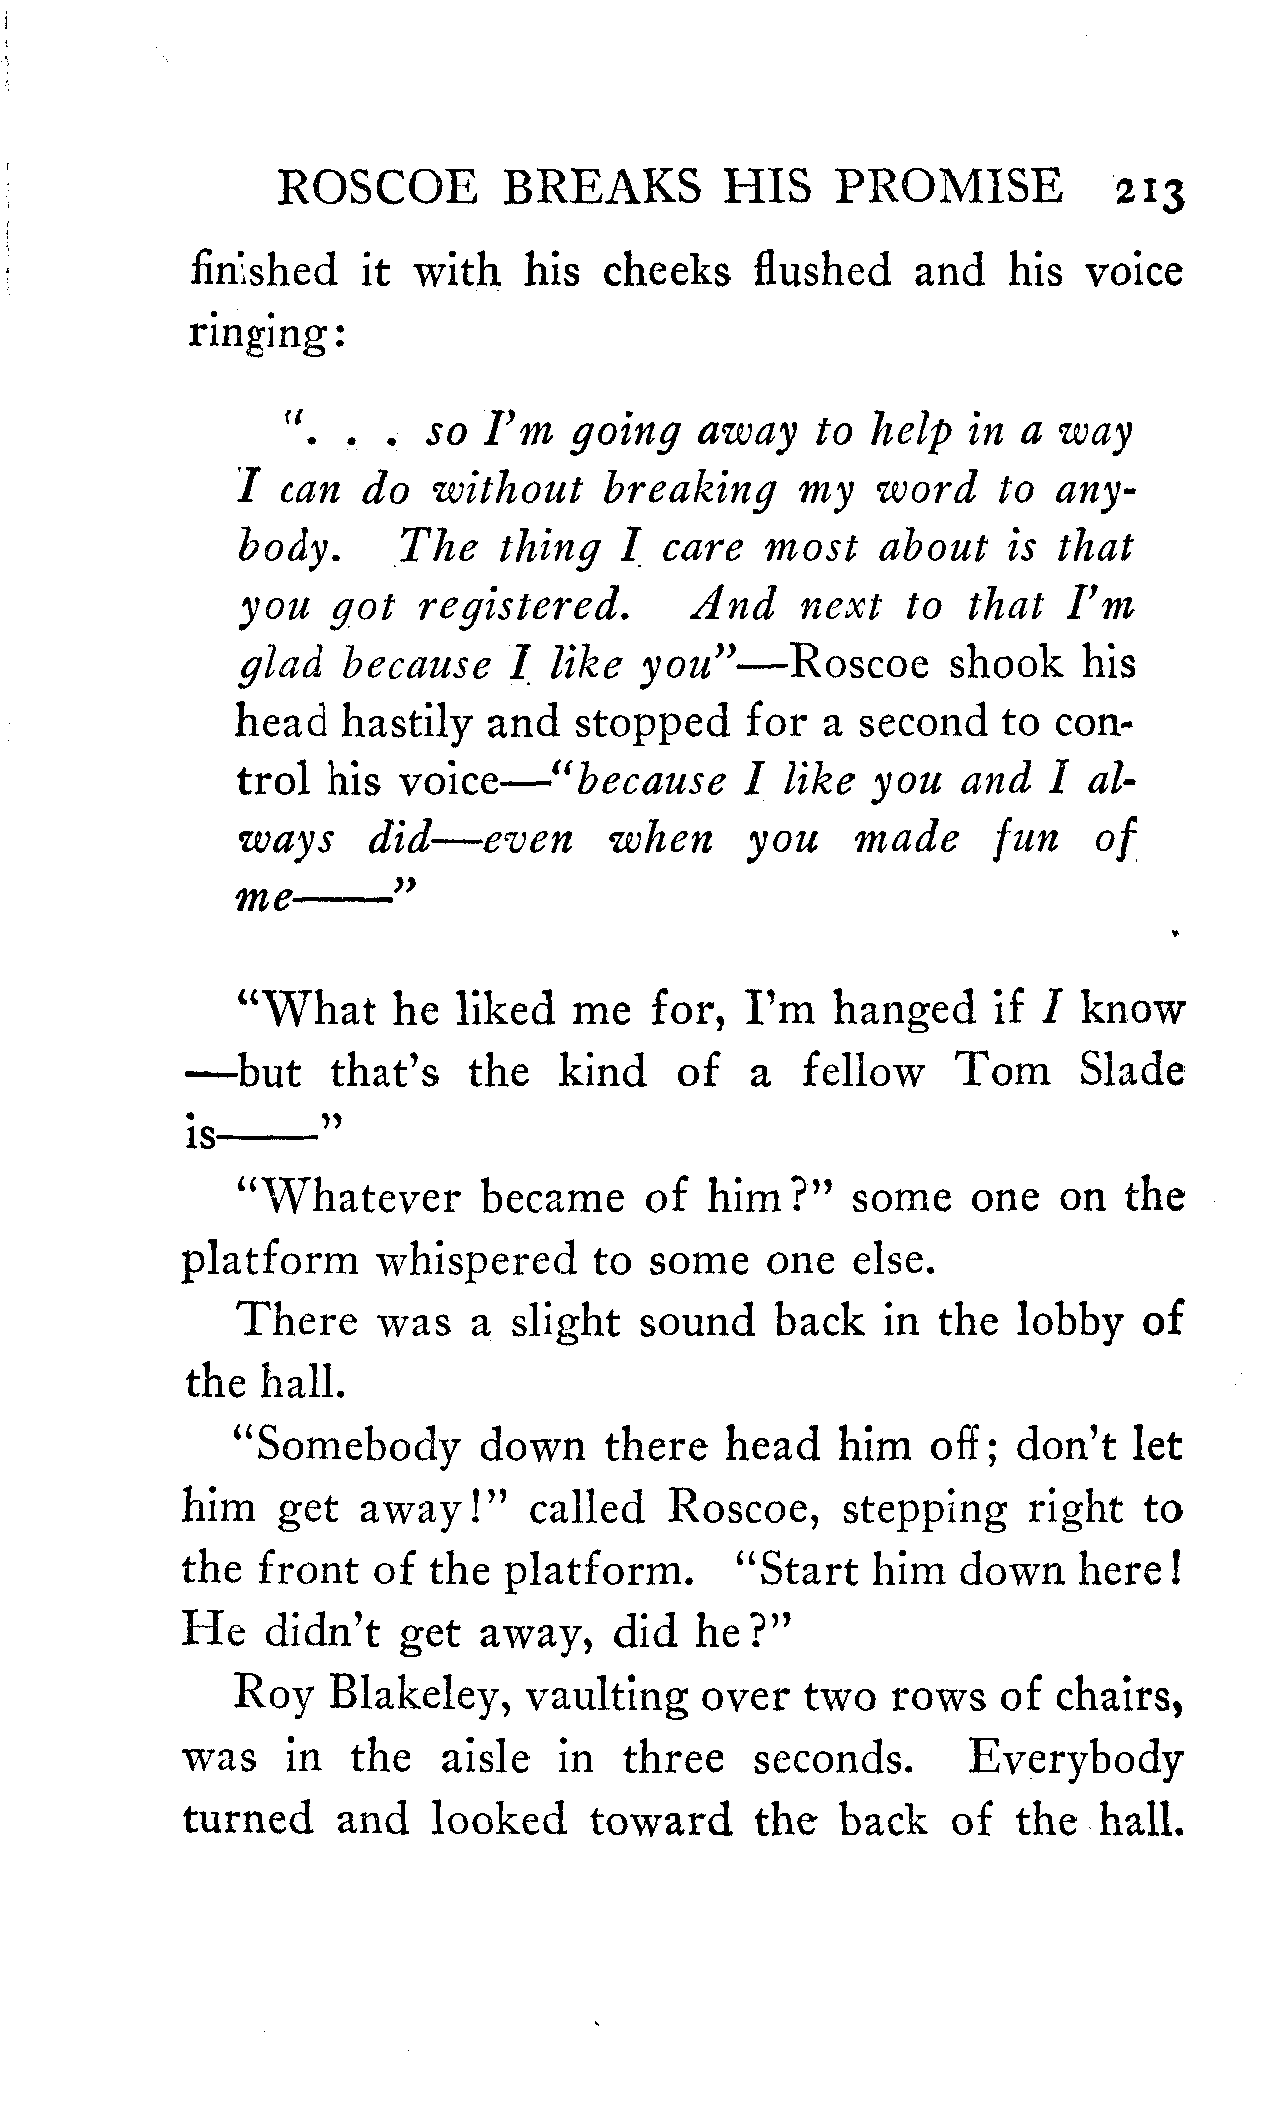 ROSCOE BREAKS HIS PROMISE 213
finished it with his cheeks flushed and his voice
ringing:
". . . so I'm going away to help in a way
I can do without breaking my word to any-
body. The thing I care most about is that
you got registered. And next to that I'm
glad because I like you"—Roscoe shook his
head hastily and stopped for a second to con-
trol his voice—"because I like you and I al-
ways did—even when you made fun of
me——"
"What he liked me for, I'm hanged if I know
—but that's the kind of a fellow Tom Slade
is——"
"Whatever became of him?" some one on the
platform whispered to some one else.
There was a slight sound back in the lobby of
the hall.
"Somebody down there head him off; don't let
him get away!" called Roscoe, stepping right to
the front of the platform. "Start him down here!
He didn't get away, did he?"
Roy Blakeley, vaulting over two rows of chairs,
was in the aisle in three seconds. Everybody
turned and looked toward the back of the hall.